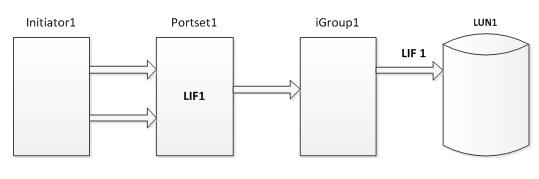 Initiator1
Portset1
iGroup1
LUN1
LIF1
LIF 1